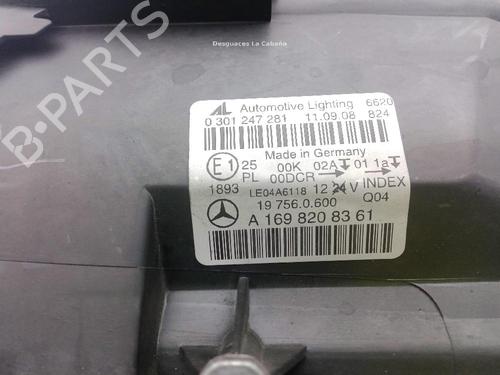 Desguaces La Cabaña
B-PARTS
AL Automotive Lighting 6620
0 301 247 281 11.09.08 824
Made in Germany
E1 25 00K 02A 01 1a
PL 00DCR
1893 LE04A6118 12 24 V INDEX
19 756.0.600 Q04
A 169 820 83 61
B-PARTS